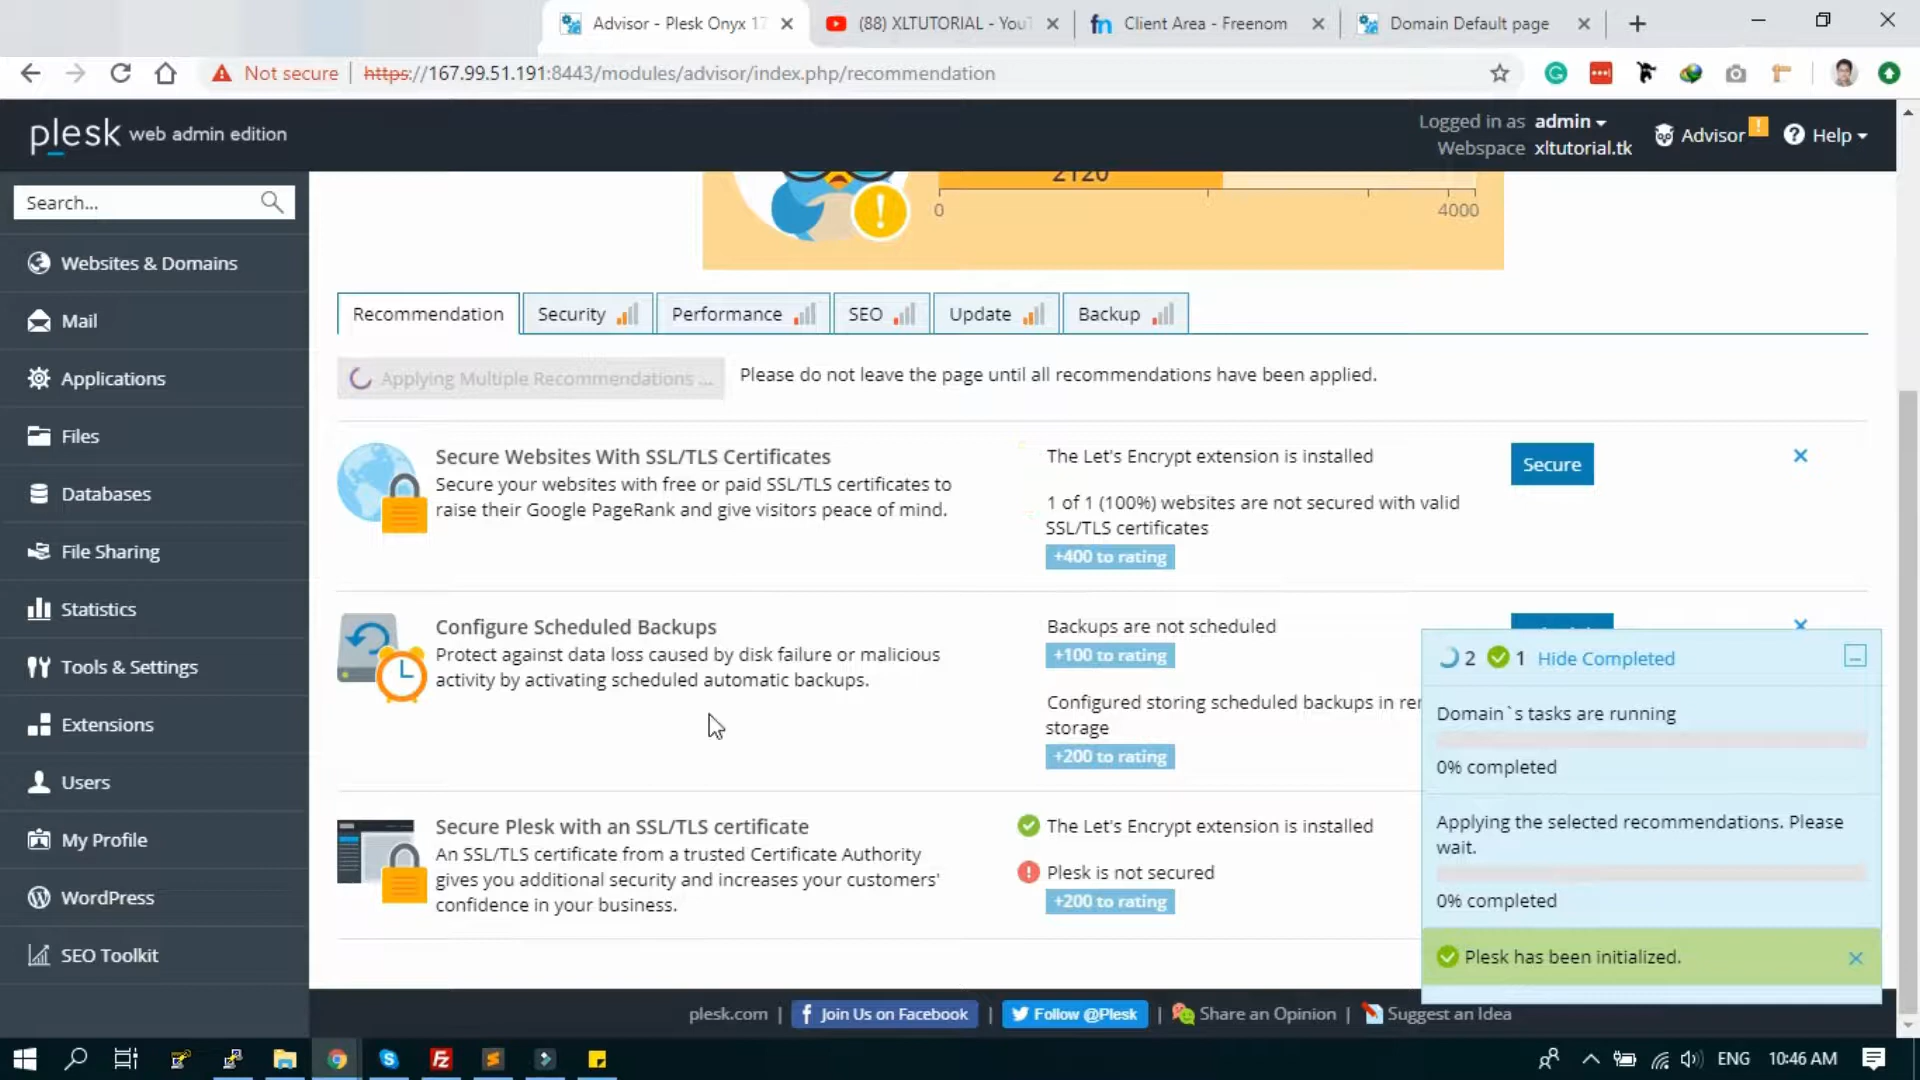 Advisor - Plesk Onyx 17
(88) XLTUTORIAL - YouT
Client Area - Freenom
Domain Default page
Not secure
https://167.99.51.191:8443/modules/advisor/index.php/recommendation
plesk web admin edition
Logged in as admin
Webspace xltutorial.tk
Advisor
!
Help
Search...
Websites & Domains
Mail
Applications
Files
Databases
File Sharing
Statistics
Tools & Settings
Extensions
Users
My Profile
WordPress
SEO Toolkit
2120
0
4000
Recommendation
Security
Performance
SEO
Update
Backup
Applying Multiple Recommendations ...
Please do not leave the page until all recommendations have been applied.
Secure Websites With SSL/TLS Certificates
Secure your websites with free or paid SSL/TLS certificates to
raise their Google PageRank and give visitors peace of mind.
The Let's Encrypt extension is installed
1 of 1 (100%) websites are not secured with valid
SSL/TLS certificates
+400 to rating
Secure
Configure Scheduled Backups
Protect against data loss caused by disk failure or malicious
activity by activating scheduled automatic backups.
Backups are not scheduled
+100 to rating
Configured storing scheduled backups in rem
storage
+200 to rating
Secure Plesk with an SSL/TLS certificate
An SSL/TLS certificate from a trusted Certificate Authority
gives you additional security and increases your customers'
confidence in your business.
The Let's Encrypt extension is installed
Plesk is not secured
+200 to rating
2 1 Hide Completed
Domain`s tasks are running
0% completed
Applying the selected recommendations. Please
wait.
0% completed
Plesk has been initialized.
plesk.com | Join Us on Facebook | Follow @Plesk | Share an Opinion | Suggest an Idea
ENG
10:46 AM